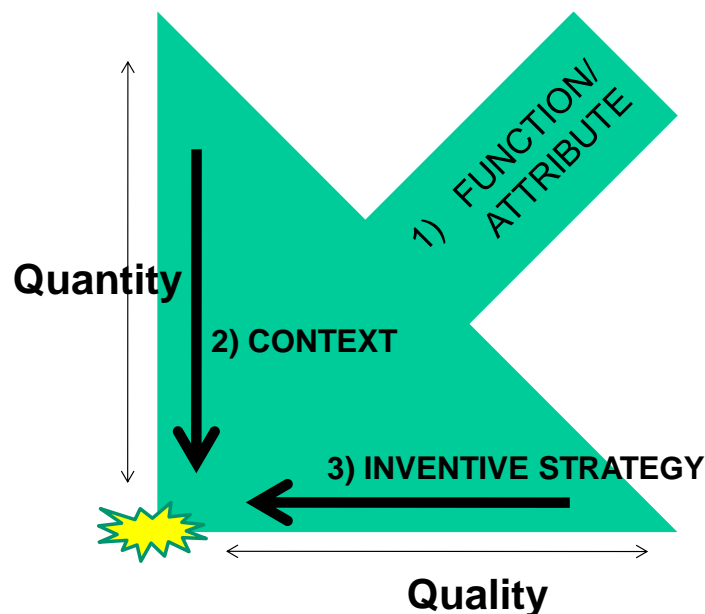 1) FUNCTION/
ATTRIBUTE
Quantity
2) CONTEXT
3) INVENTIVE STRATEGY
Quality